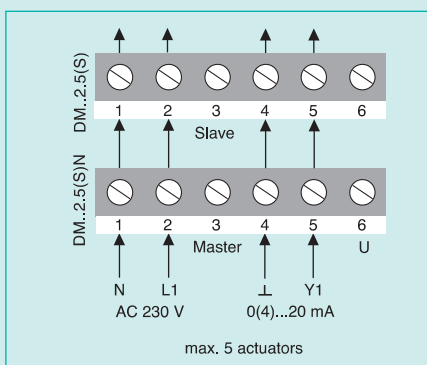 DM..2.5(S)
1 2 3 4 5 6
Slave
DM..2.5(S)N
1 2 3 4 5 6
Master U
N L1 ⊥ Y1
AC 230 V 0(4)...20 mA
max. 5 actuators